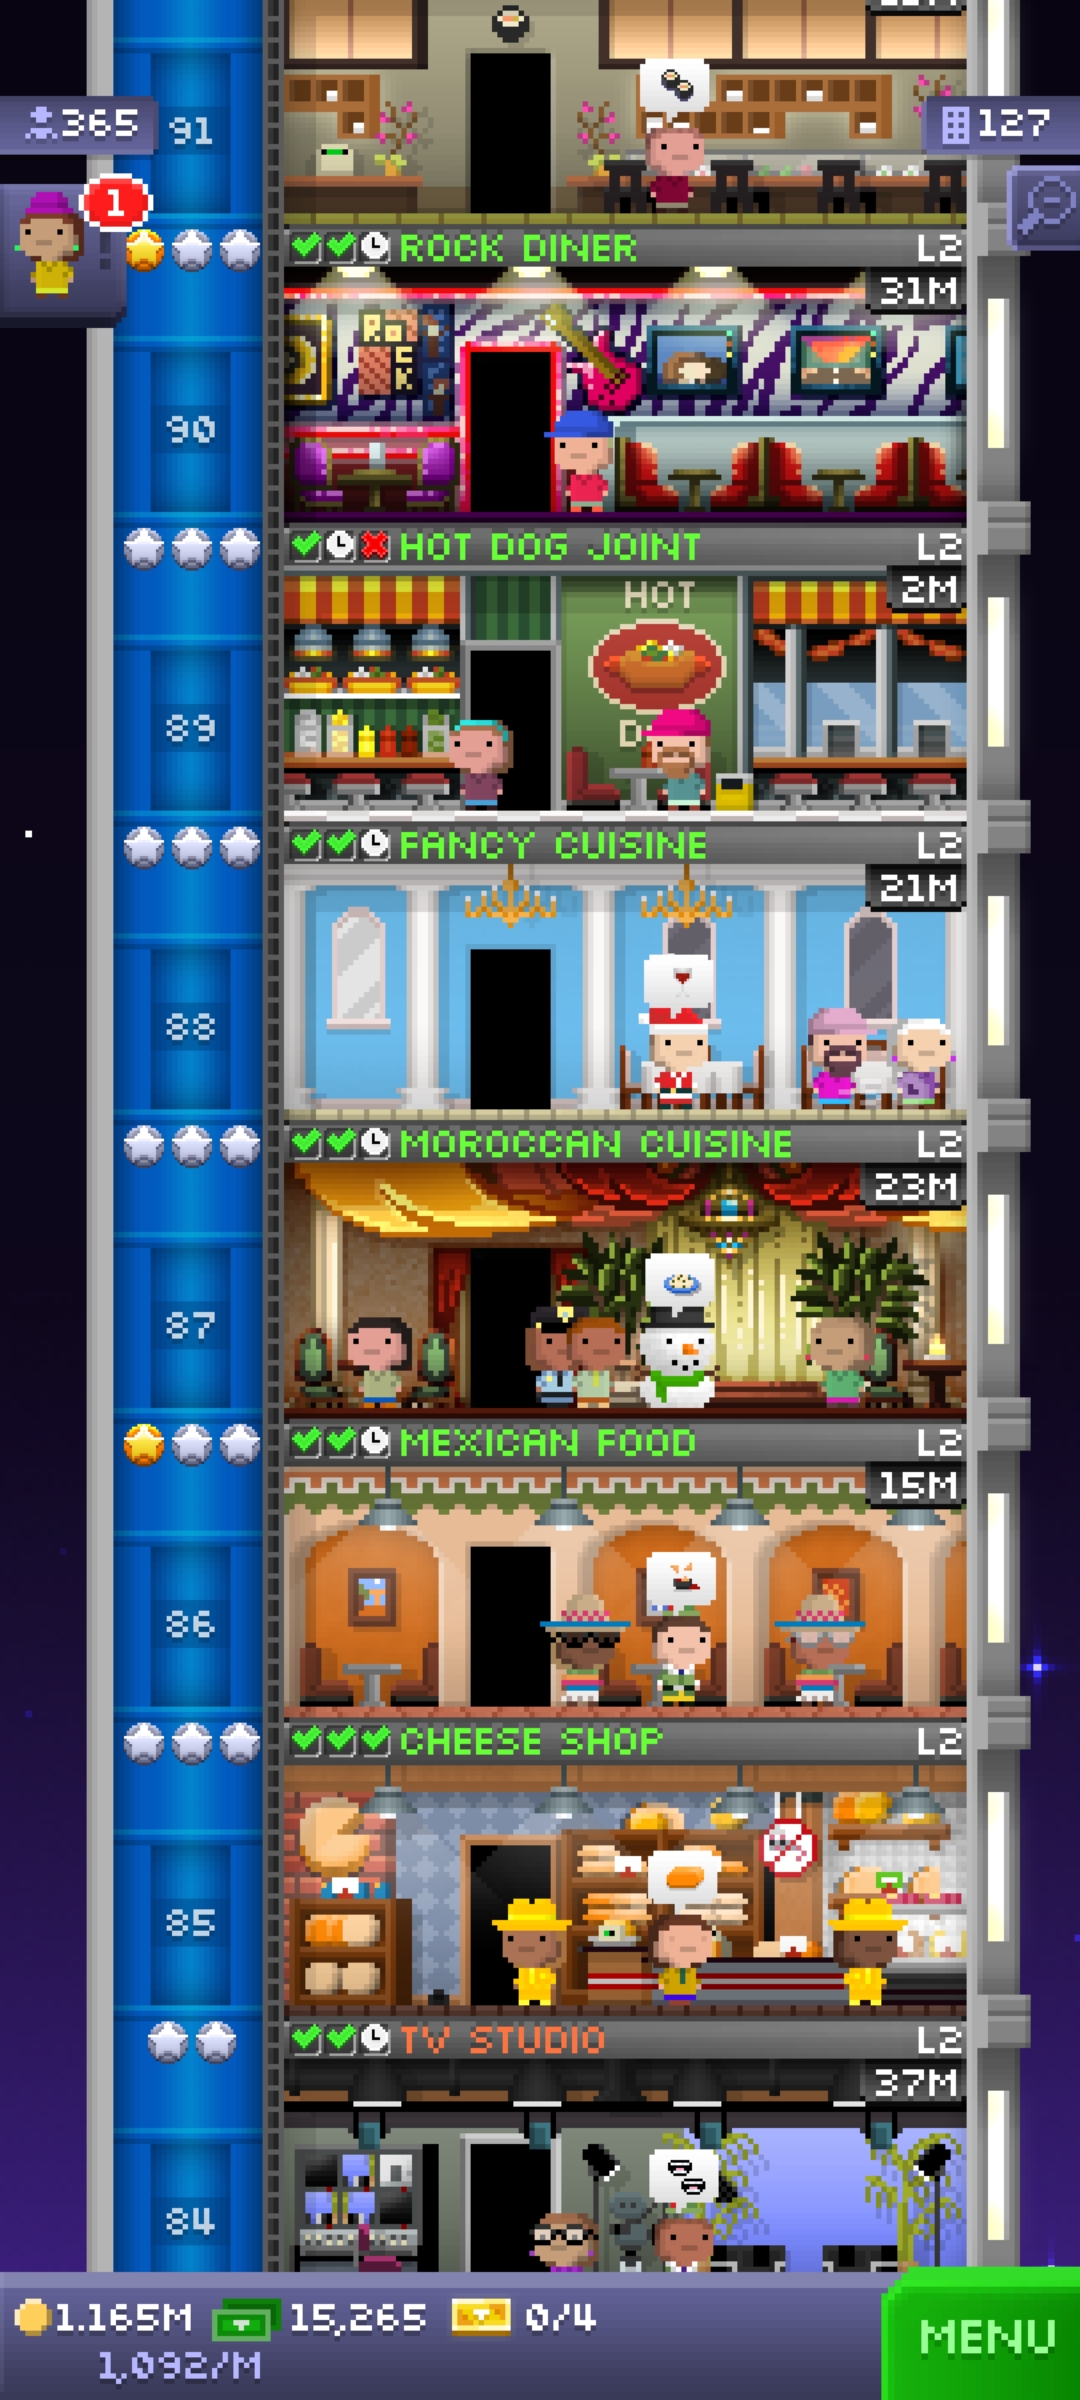 365
91
127
1
ROCK DINER L2
31M
ROCK
90
HOT DOG JOINT L2
2M
HOT
89
FANCY CUISINE L2
21M
88
MOROCCAN CUISINE L2
23M
87
MEXICAN FOOD L2
15M
86
CHEESE SHOP L2
85
TV STUDIO L2
37M
84
1.165M 15,265 0/4
1,092/M
MENU